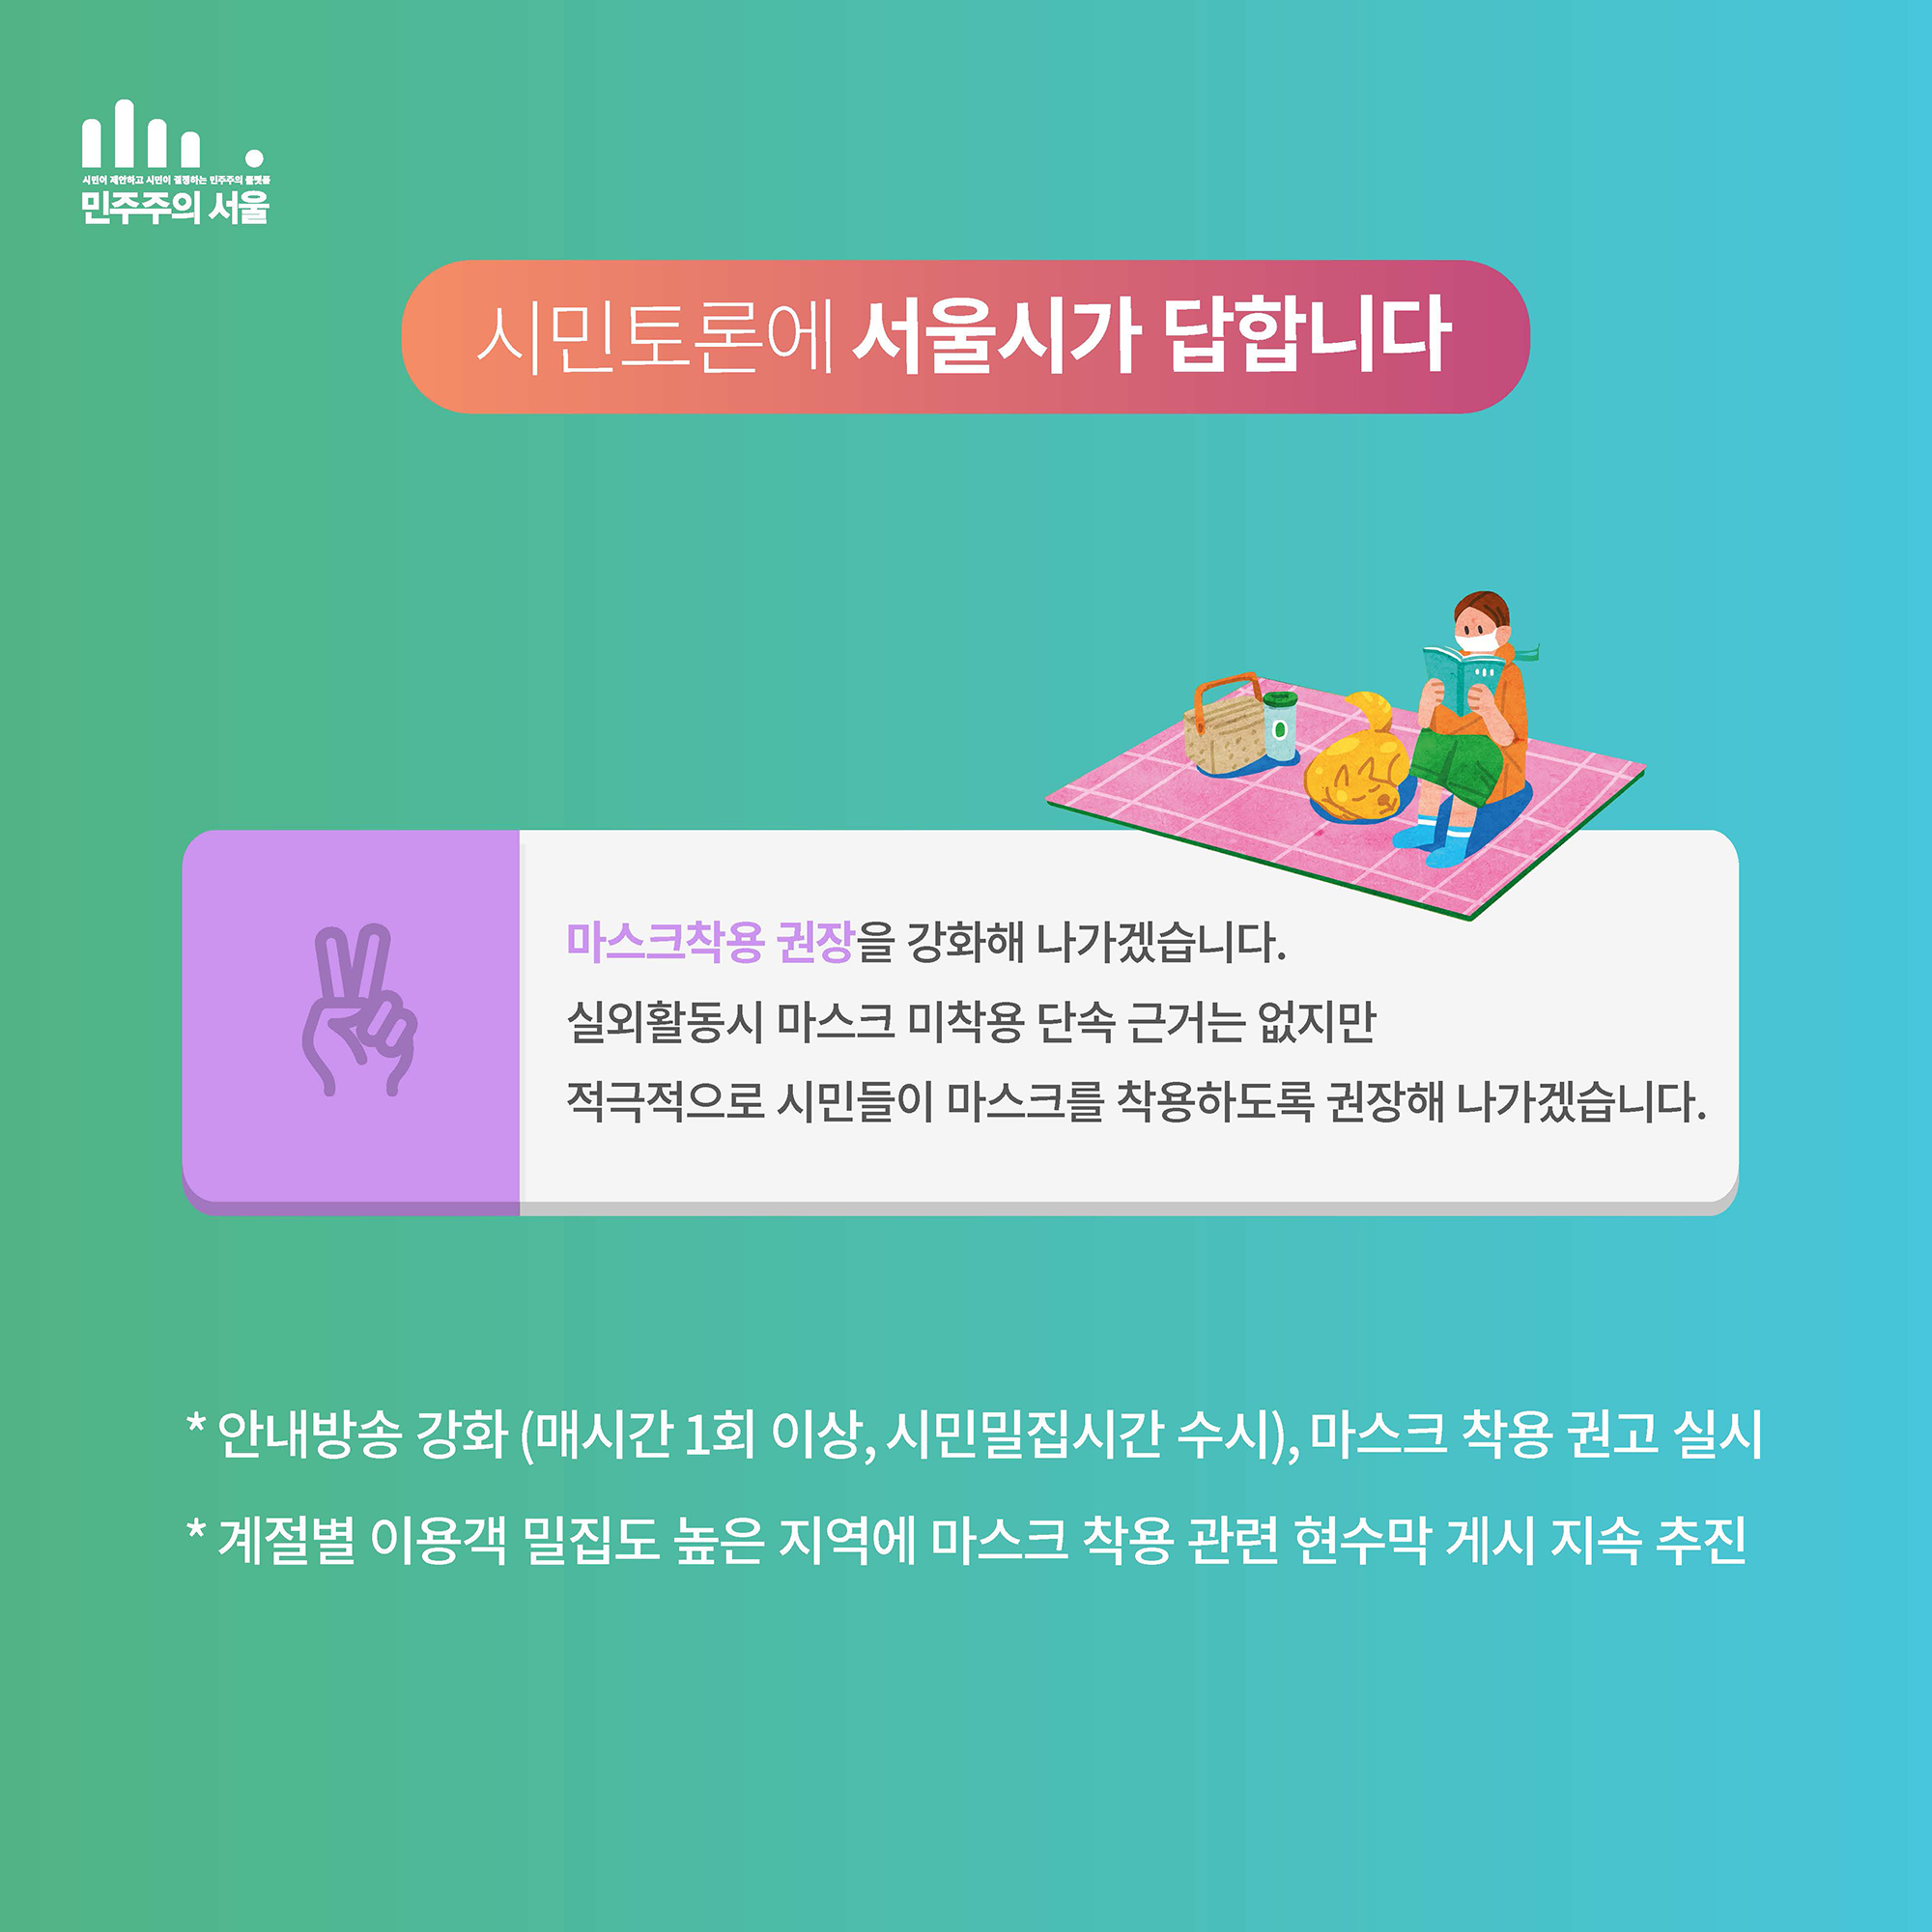 시민이 제안하고 시민이 결정하는 민주주의 플랫폼
민주주의 서울
시민토론에 서울시가 답합니다
마스크착용 권장을 강화해 나가겠습니다.
실외활동시 마스크 미착용 단속 근거는 없지만
적극적으로 시민들이 마스크를 착용하도록 권장해 나가겠습니다.
* 안내방송 강화 (매시간 1회 이상, 시민밀집시간 수시), 마스크 착용 권고 실시
* 계절별 이용객 밀집도 높은 지역에 마스크 착용 관련 현수막 게시 지속 추진